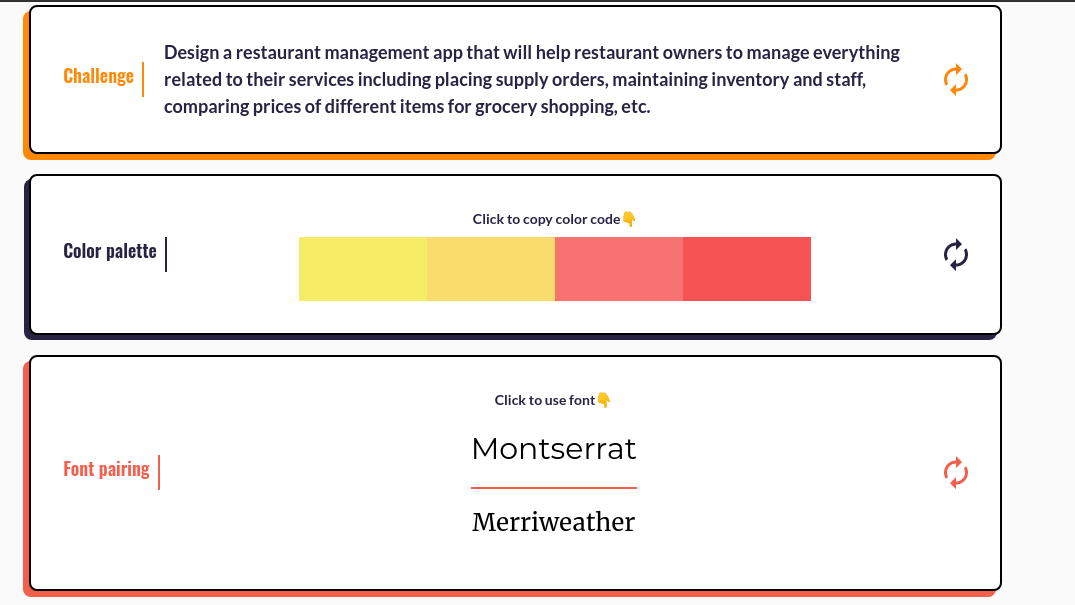 Challenge
Design a restaurant management app that will help restaurant owners to manage everything
related to their services including placing supply orders, maintaining inventory and staff,
comparing prices of different items for grocery shopping, etc.
Click to copy color code👇
Color palette
Click to use font👇
Montserrat
Font pairing
Merriweather